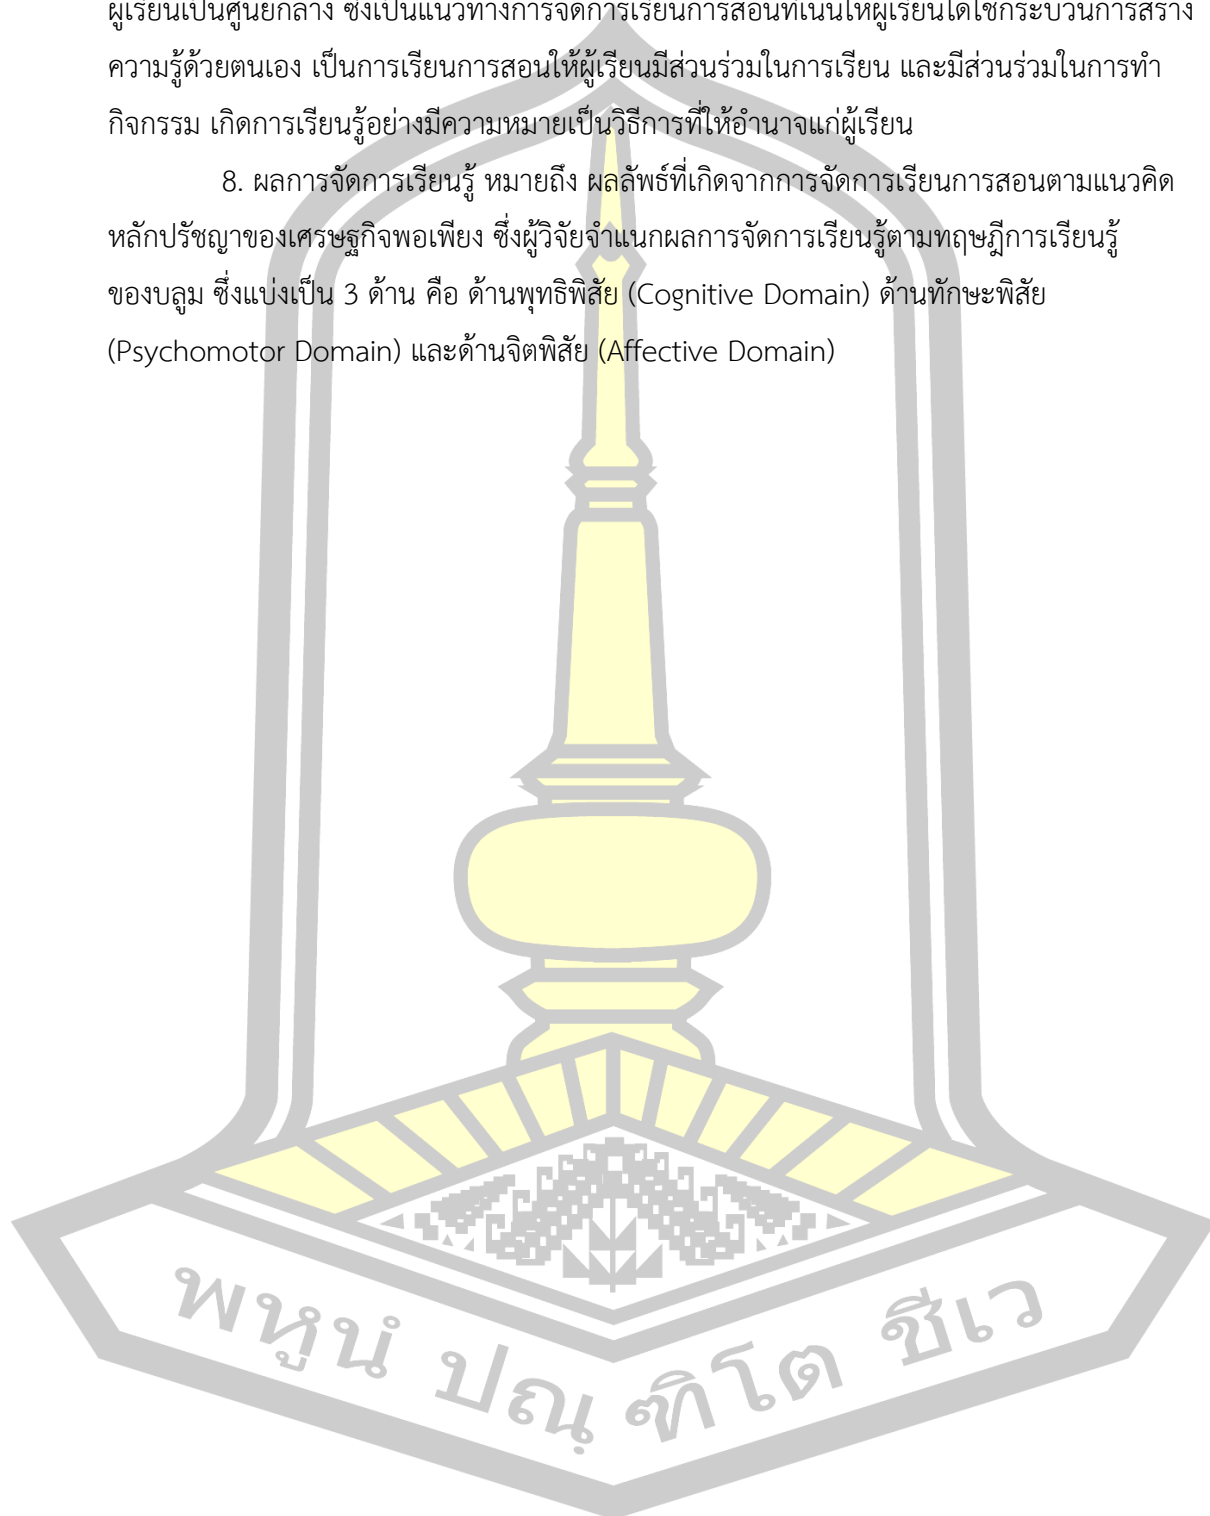 ผู้เรียนเป็นศูนย์กลาง ซึ่งเป็นแนวทางการจัดการเรียนการสอนที่เน้นให้ผู้เรียนได้ใช้กระบวนการสร้าง
ความรู้ด้วยตนเอง เป็นการเรียนการสอนให้ผู้เรียนมีส่วนร่วมในการเรียน และมีส่วนร่วมในการทำ
กิจกรรม เกิดการเรียนรู้อย่างมีความหมายเป็นวิธีการที่ให้อำนาจแก่ผู้เรียน
8. ผลการจัดการเรียนรู้ หมายถึง ผลลัพธ์ที่เกิดจากการจัดการเรียนการสอนตามแนวคิด
หลักปรัชญาของเศรษฐกิจพอเพียง ซึ่งผู้วิจัยจำแนกผลการจัดการเรียนรู้ตามทฤษฎีการเรียนรู้
ของบลูม ซึ่งแบ่งเป็น 3 ด้าน คือ ด้านพุทธิพิสัย (Cognitive Domain) ด้านทักษะพิสัย
(Psychomotor Domain) และด้านจิตพิสัย (Affective Domain)
พหูนํ ปณฺฑิโต ชีเว